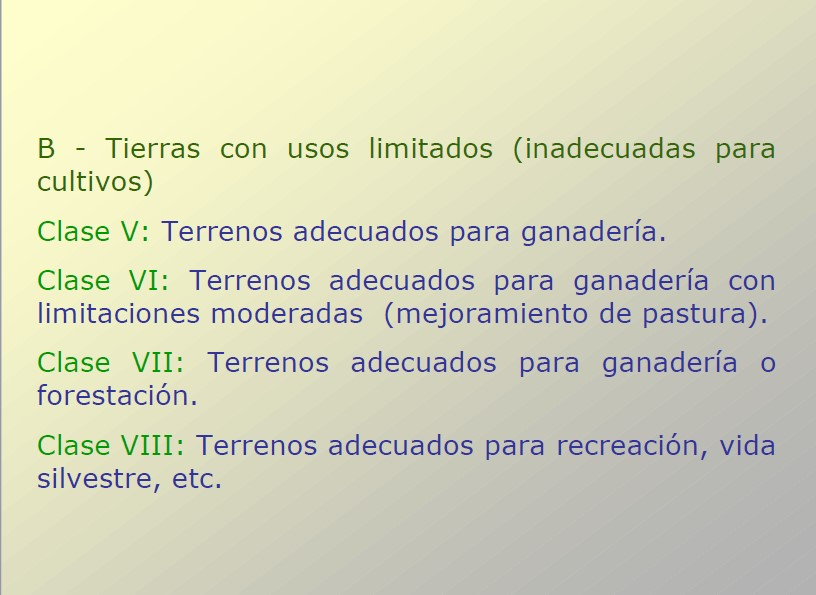 B - Tierras con usos limitados (inadecuadas para
cultivos)
Clase V: Terrenos adecuados para ganadería.
Clase VI: Terrenos adecuados para ganadería con
limitaciones moderadas (mejoramiento de pastura).
Clase VII: Terrenos adecuados para ganadería o
forestación.
Clase VIII: Terrenos adecuados para recreación, vida
silvestre, etc.